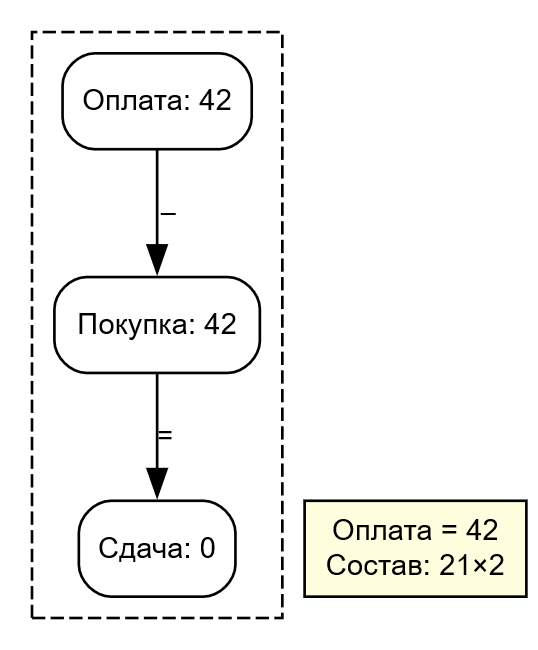 Оплата: 42
–
Покупка: 42
=
Сдача: 0
Оплата = 42
Состав: 21×2